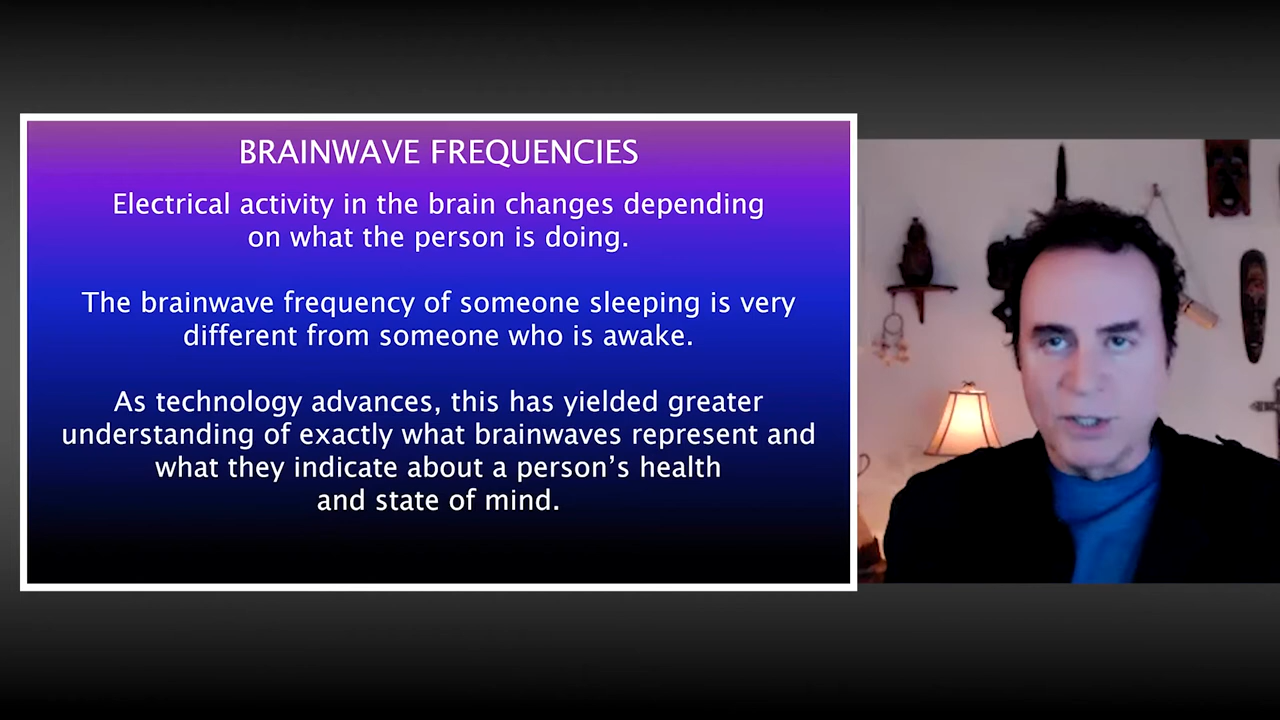 BRAINWAVE FREQUENCIES
Electrical activity in the brain changes depending
on what the person is doing.
The brainwave frequency of someone sleeping is very
different from someone who is awake.
As technology advances, this has yielded greater
understanding of exactly what brainwaves represent and
what they indicate about a person’s health
and state of mind.